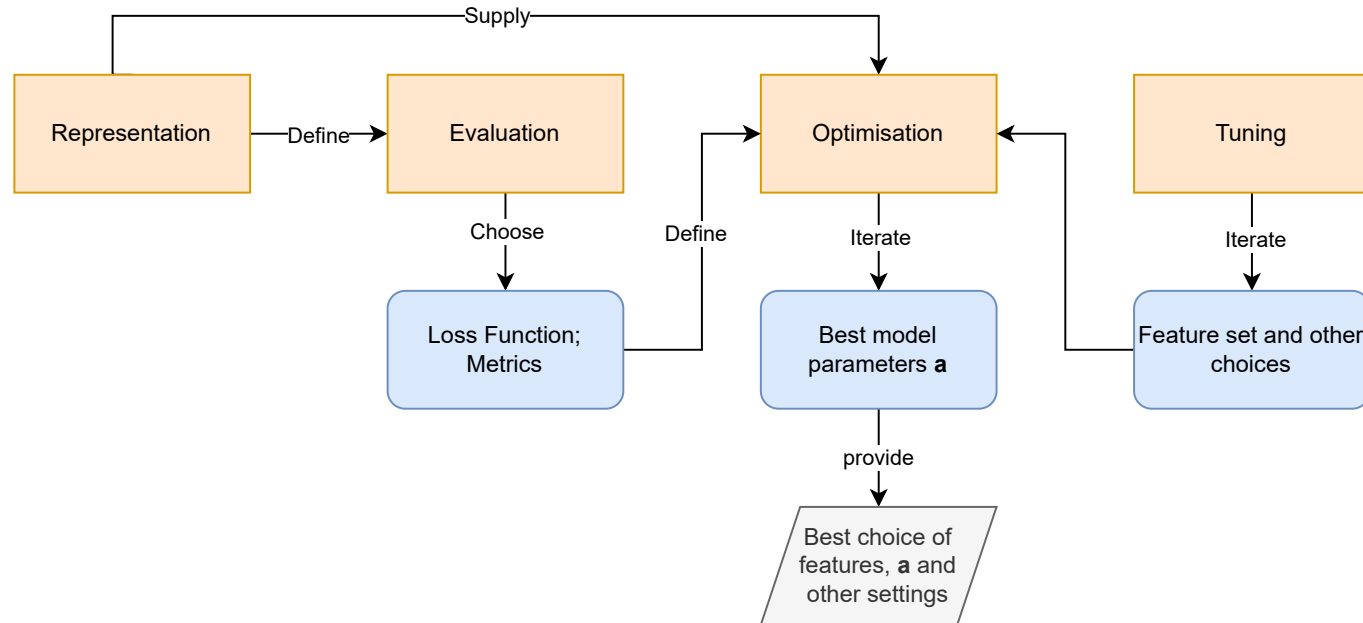 Supply
Representation
Define
Evaluation
Optimisation
Tuning
Choose
Define
Iterate
Iterate
Loss Function;
Metrics
Best model
parameters a
Feature set and other
choices
provide
Best choice of
features, a and
other settings